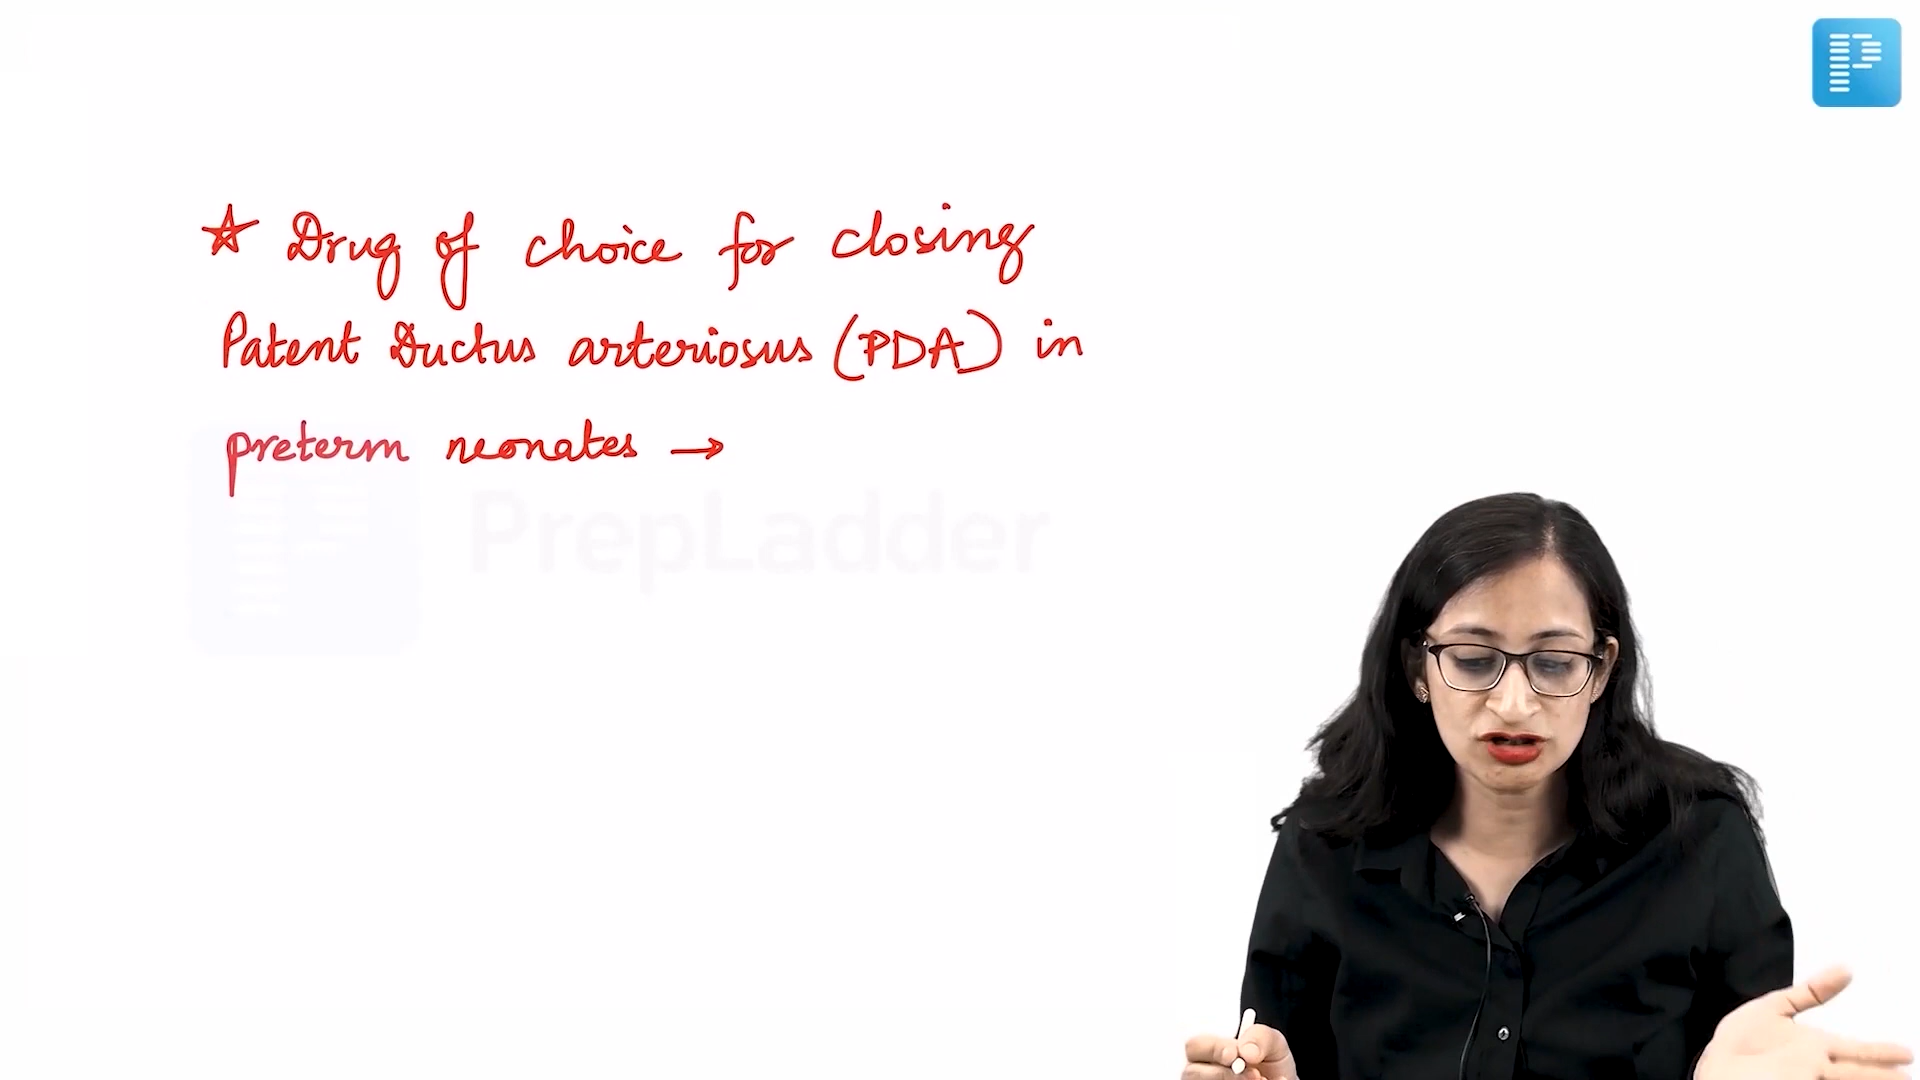 ☆ Drug of choice for closing
Patent Ductus arteriosus (PDA) in
preterm neonates →
PrepLadder